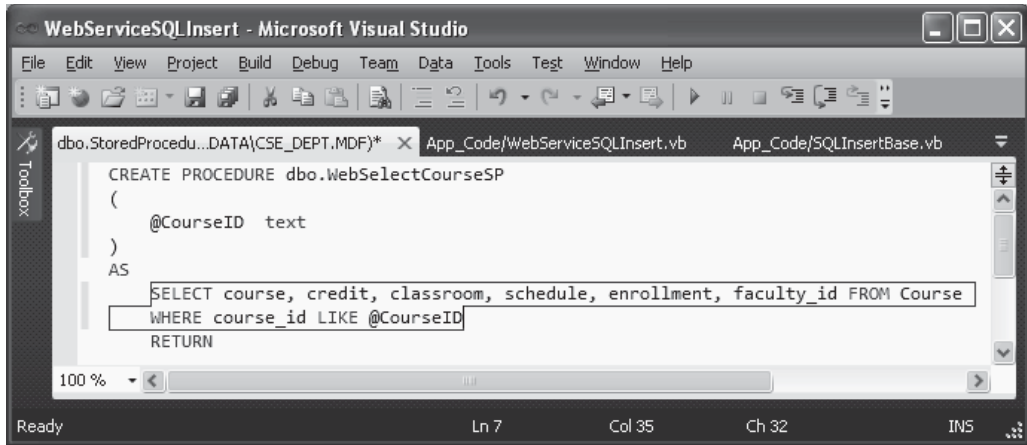 WebServiceSQLInsert - Microsoft Visual Studio
File Edit View Project Build Debug Team Data Tools Test Window Help
dbo.StoredProcedu...DATA\CSE_DEPT.MDF)* App_Code/WebServiceSQLInsert.vb App_Code/SQLInsertBase.vb
Toolbox
CREATE PROCEDURE dbo.WebSelectCourseSP
(
@CourseID text
)
AS
SELECT course, credit, classroom, schedule, enrollment, faculty_id FROM Course
WHERE course_id LIKE @CourseID
RETURN
100 %
Ready Ln 7 Col 35 Ch 32 INS